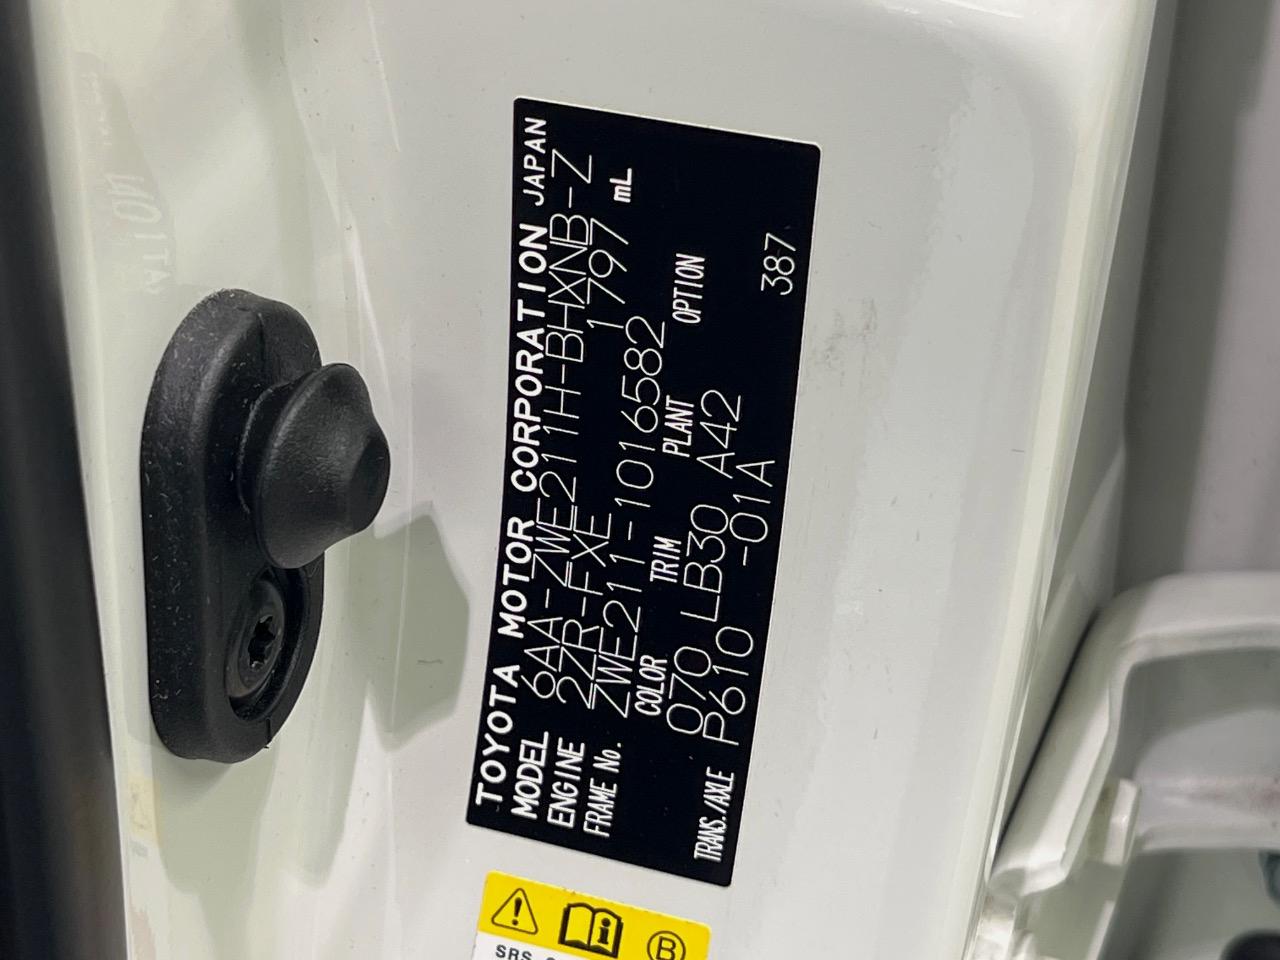 TOYOTA MOTOR CORPORATION JAPAN
MODEL 6AA-ZWE211H-BHXNB-Z
ENGINE 2ZR-FXE 1797 mL
FRAME No. ZWE211-1016582
COLOR TRIM PLANT OPTION
070 LB30 A42
TRANS./AXLE P610 -01A 387
B
SRS